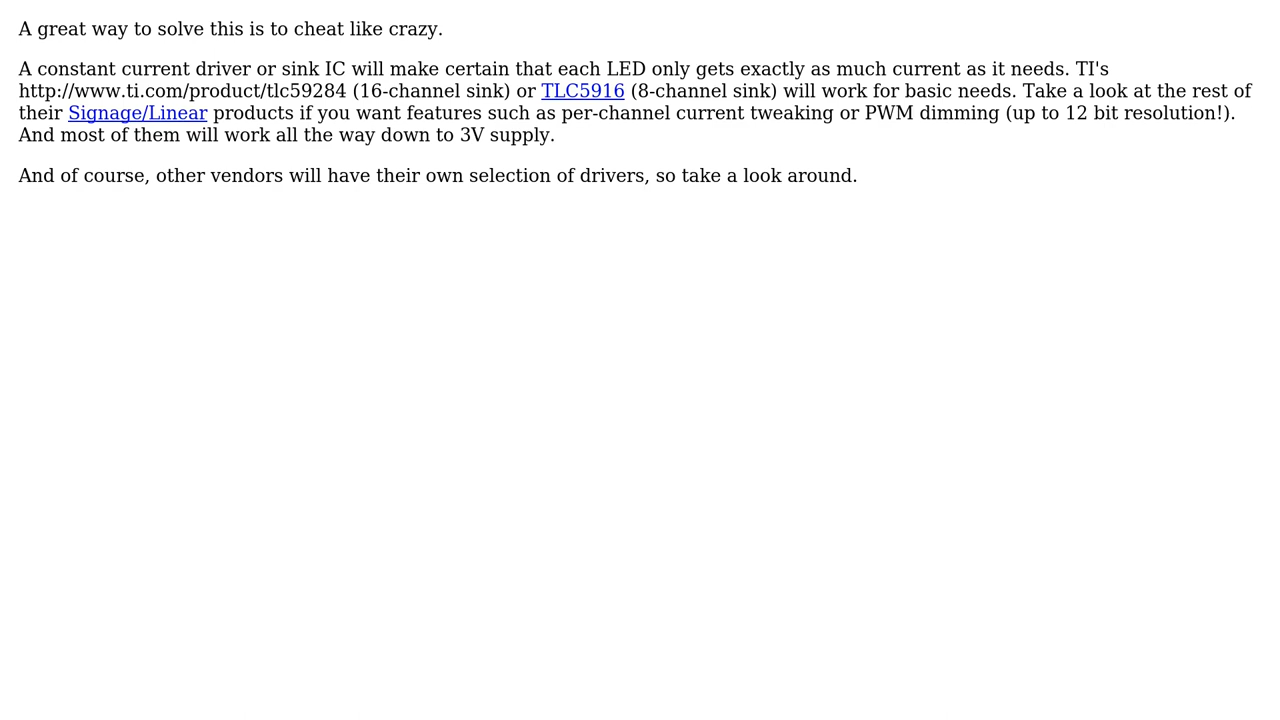 A great way to solve this is to cheat like crazy.
A constant current driver or sink IC will make certain that each LED only gets exactly as much current as it needs. TI's
http://www.ti.com/product/tlc59284 (16-channel sink) or TLC5916 (8-channel sink) will work for basic needs. Take a look at the rest of
their Signage/Linear products if you want features such as per-channel current tweaking or PWM dimming (up to 12 bit resolution!).
And most of them will work all the way down to 3V supply.
And of course, other vendors will have their own selection of drivers, so take a look around.